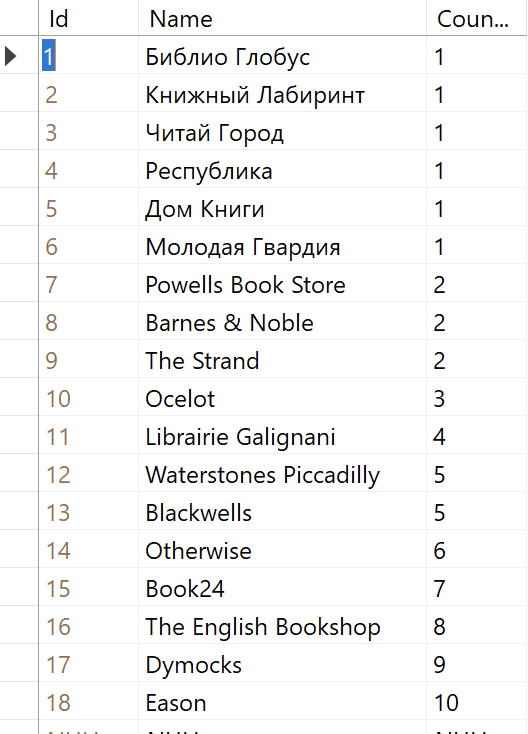 Id Name Coun...
1 Библио Глобус 1
2 Книжный Лабиринт 1
3 Читай Город 1
4 Республика 1
5 Дом Книги 1
6 Молодая Гвардия 1
7 Powells Book Store 2
8 Barnes & Noble 2
9 The Strand 2
10 Ocelot 3
11 Librairie Galignani 4
12 Waterstones Piccadilly 5
13 Blackwells 5
14 Otherwise 6
15 Book24 7
16 The English Bookshop 8
17 Dymocks 9
18 Eason 10